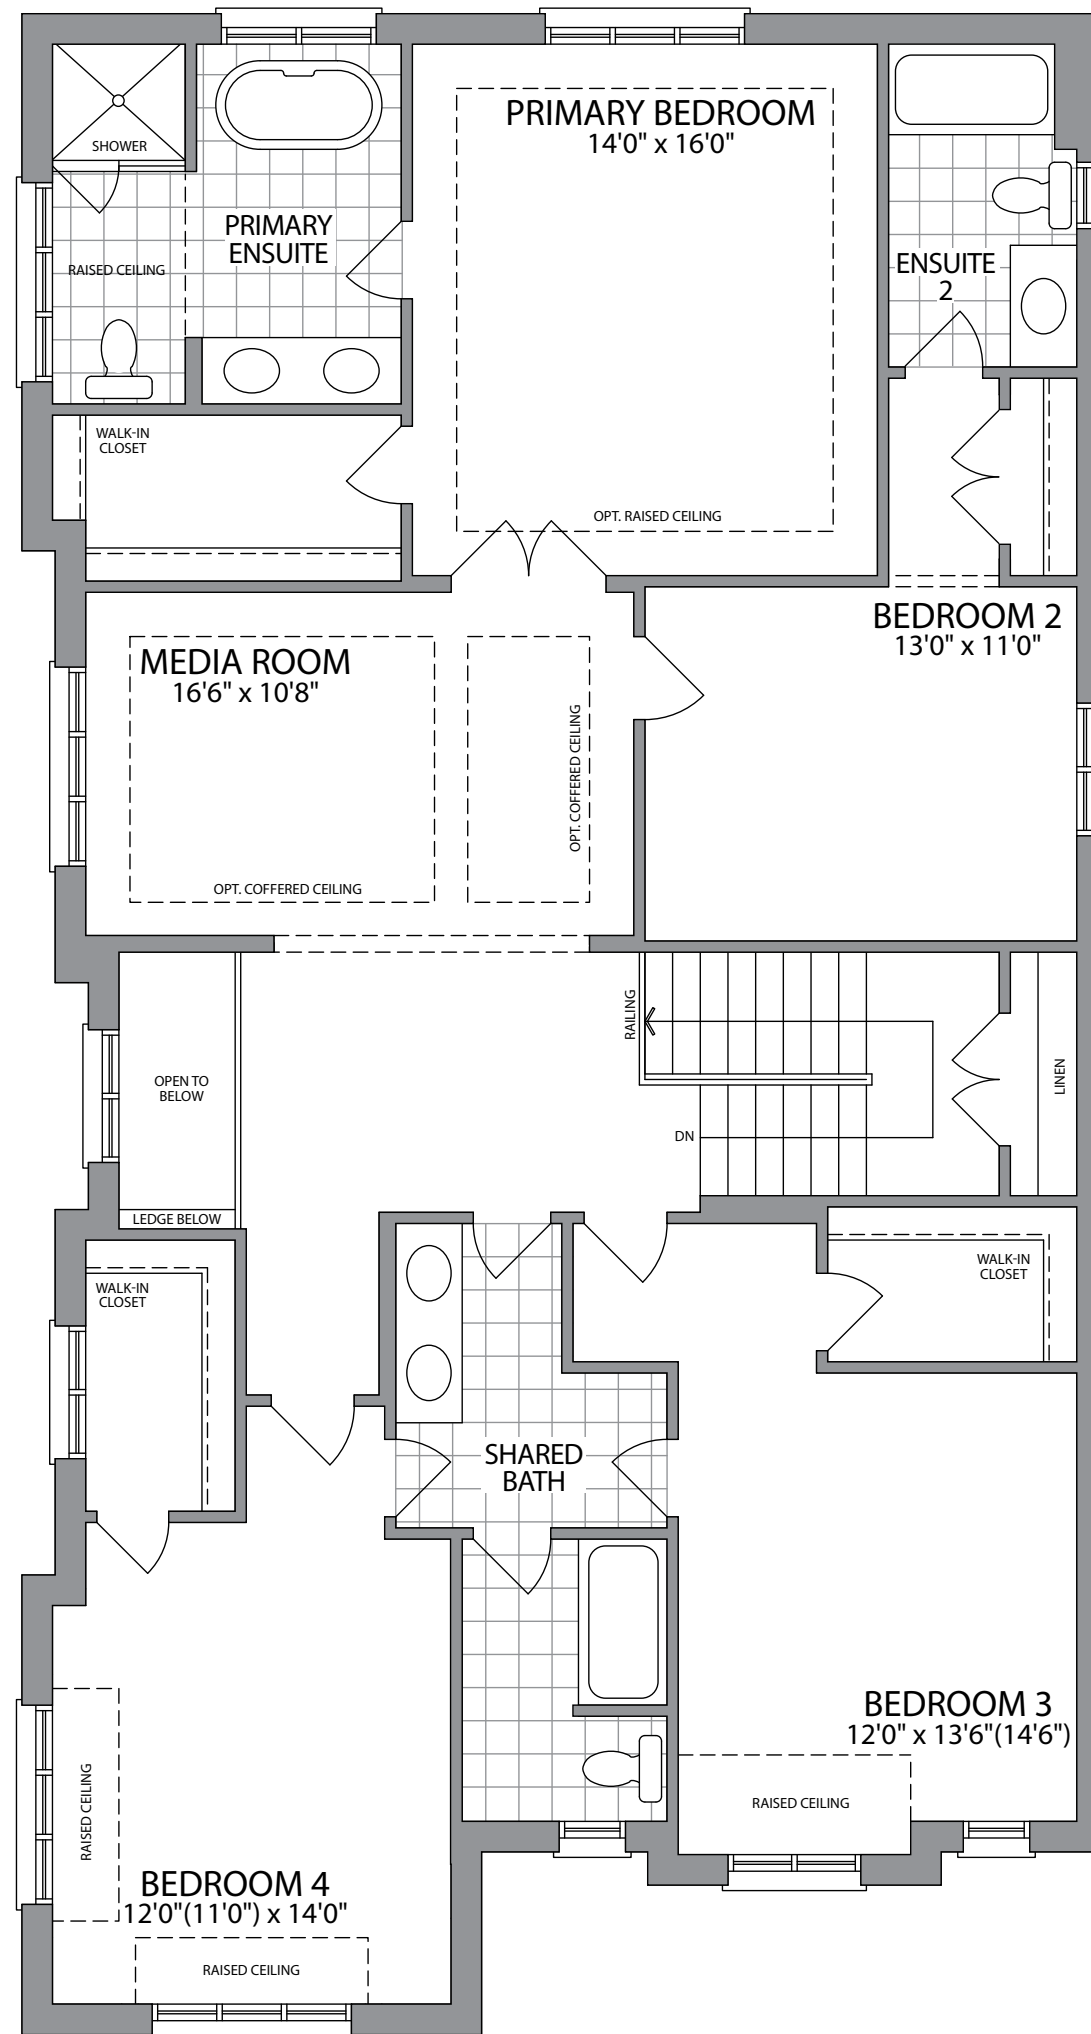 PRIMARY BEDROOM
14'0" x 16'0"
SHOWER
PRIMARY
ENSUITE
RAISED CEILING
ENSUITE
2
WALK-IN
CLOSET
OPT. RAISED CEILING
BEDROOM 2
13'0" x 11'0"
MEDIA ROOM
16'6" x 10'8"
OPT. COFFERED CEILING
OPT. COFFERED CEILING
RAILING
OPEN TO
BELOW
LINEN
DN
LEDGE BELOW
WALK-IN
CLOSET
WALK-IN
CLOSET
SHARED
BATH
BEDROOM 3
12'0" x 13'6"(14'6")
RAISED CEILING
RAISED CEILING
BEDROOM 4
12'0"(11'0") x 14'0"
RAISED CEILING